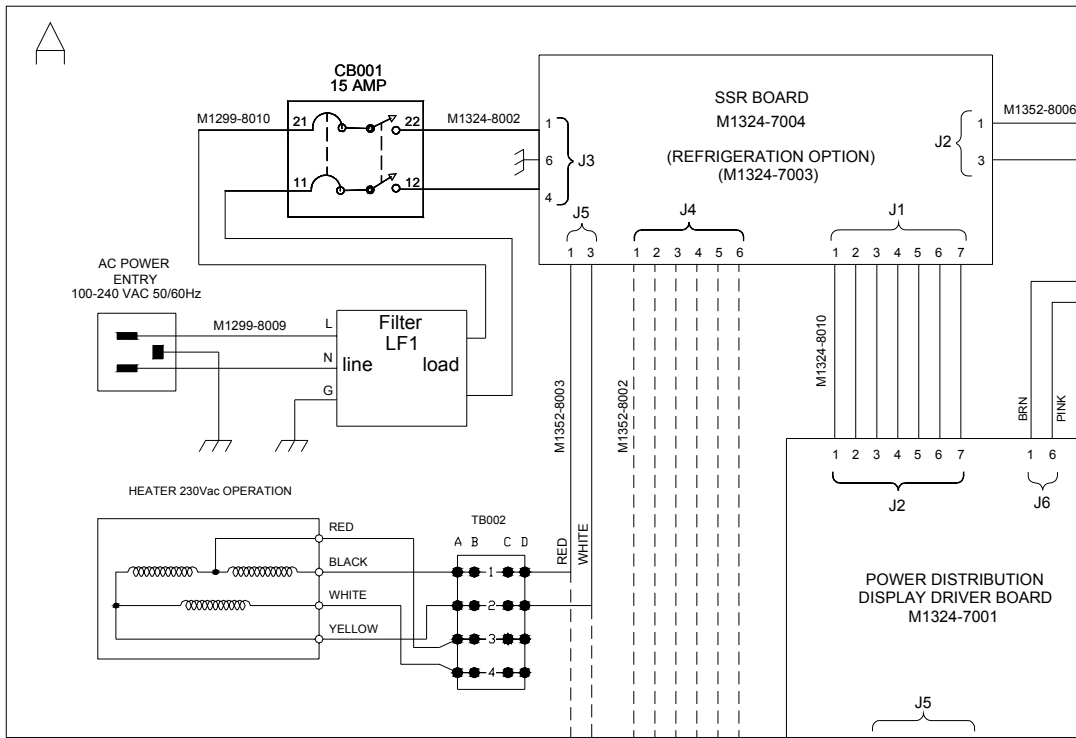 A
CB001
15 AMP
M1299-8010
21
22
M1324-8002
11
12
1
6
4
J3
SSR BOARD
M1324-7004
(REFRIGERATION OPTION)
(M1324-7003)
J2
1
3
M1352-8006
J5
1 3
J4
1 2 3 4 5 6
J1
1 2 3 4 5 6 7
AC POWER
ENTRY
100-240 VAC 50/60Hz
M1299-8009
L
N
G
Filter
LF1
line
load
M1352-8003
M1352-8002
M1324-8010
BRN
PINK
1 2 3 4 5 6 7
J2
1 6
J6
HEATER 230Vac OPERATION
RED
BLACK
WHITE
YELLOW
TB002
A B C D
1
2
3
4
RED
WHITE
POWER DISTRIBUTION
DISPLAY DRIVER BOARD
M1324-7001
J5